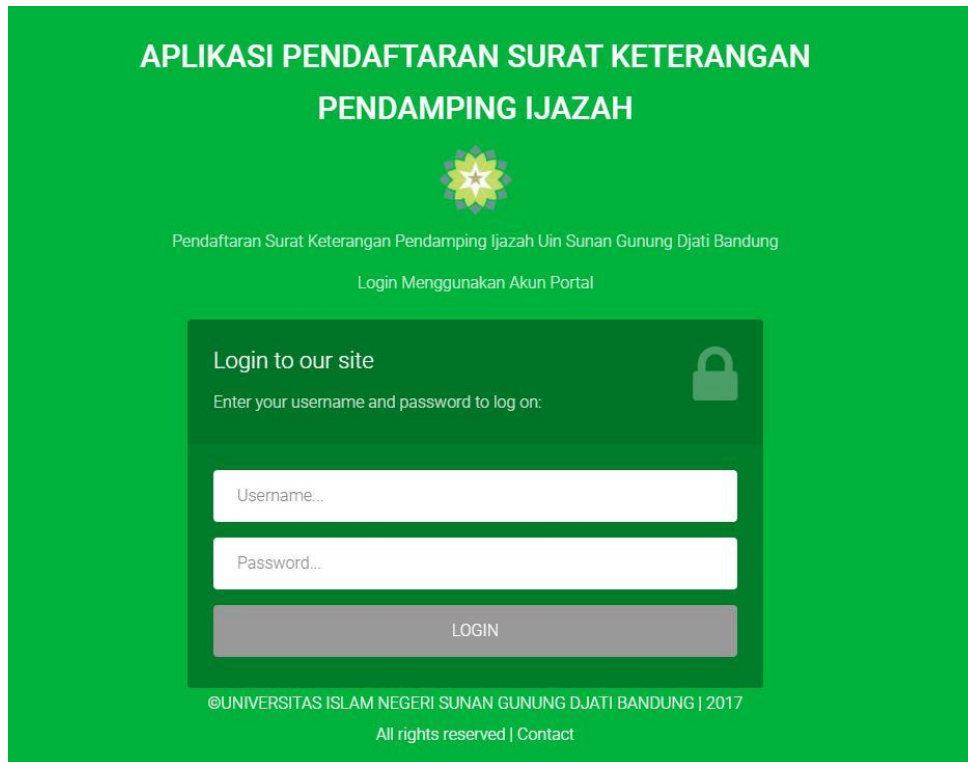 APLIKASI PENDAFTARAN SURAT KETERANGAN
PENDAMPING IJAZAH
Pendaftaran Surat Keterangan Pendamping Ijazah Uin Sunan Gunung Djati Bandung
Login Menggunakan Akun Portal
Login to our site
Enter your username and password to log on:
Username...
Password...
LOGIN
©UNIVERSITAS ISLAM NEGERI SUNAN GUNUNG DJATI BANDUNG | 2017
All rights reserved | Contact